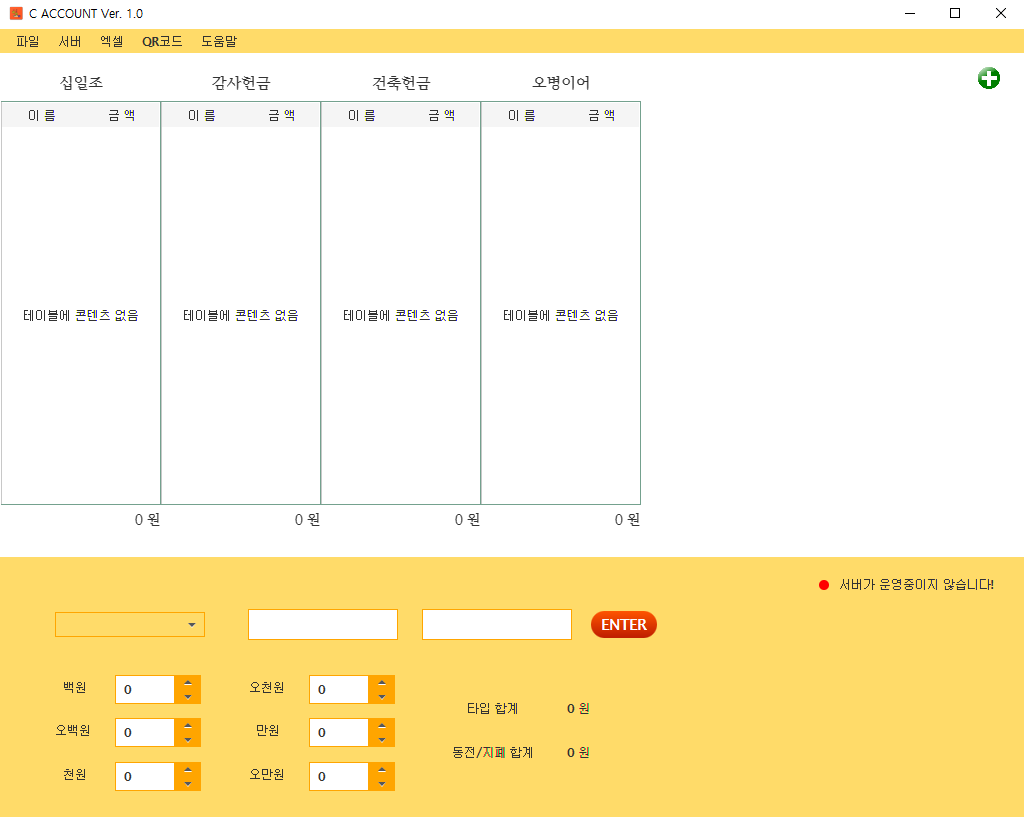 C ACCOUNT Ver. 1.0
파일 서버 엑셀 QR코드 도움말
십일조 감사헌금 건축헌금 오병이어
이 름 금 액 이 름 금 액 이 름 금 액 이 름 금 액
테이블에 콘텐츠 없음 테이블에 콘텐츠 없음 테이블에 콘텐츠 없음 테이블에 콘텐츠 없음
0 원 0 원 0 원 0 원
서버가 운영중이지 않습니다!
ENTER
백원 0 오천원 0
타입 합계 0 원
오백원 0 만원 0
동전/지폐 합계 0 원
천원 0 오만원 0